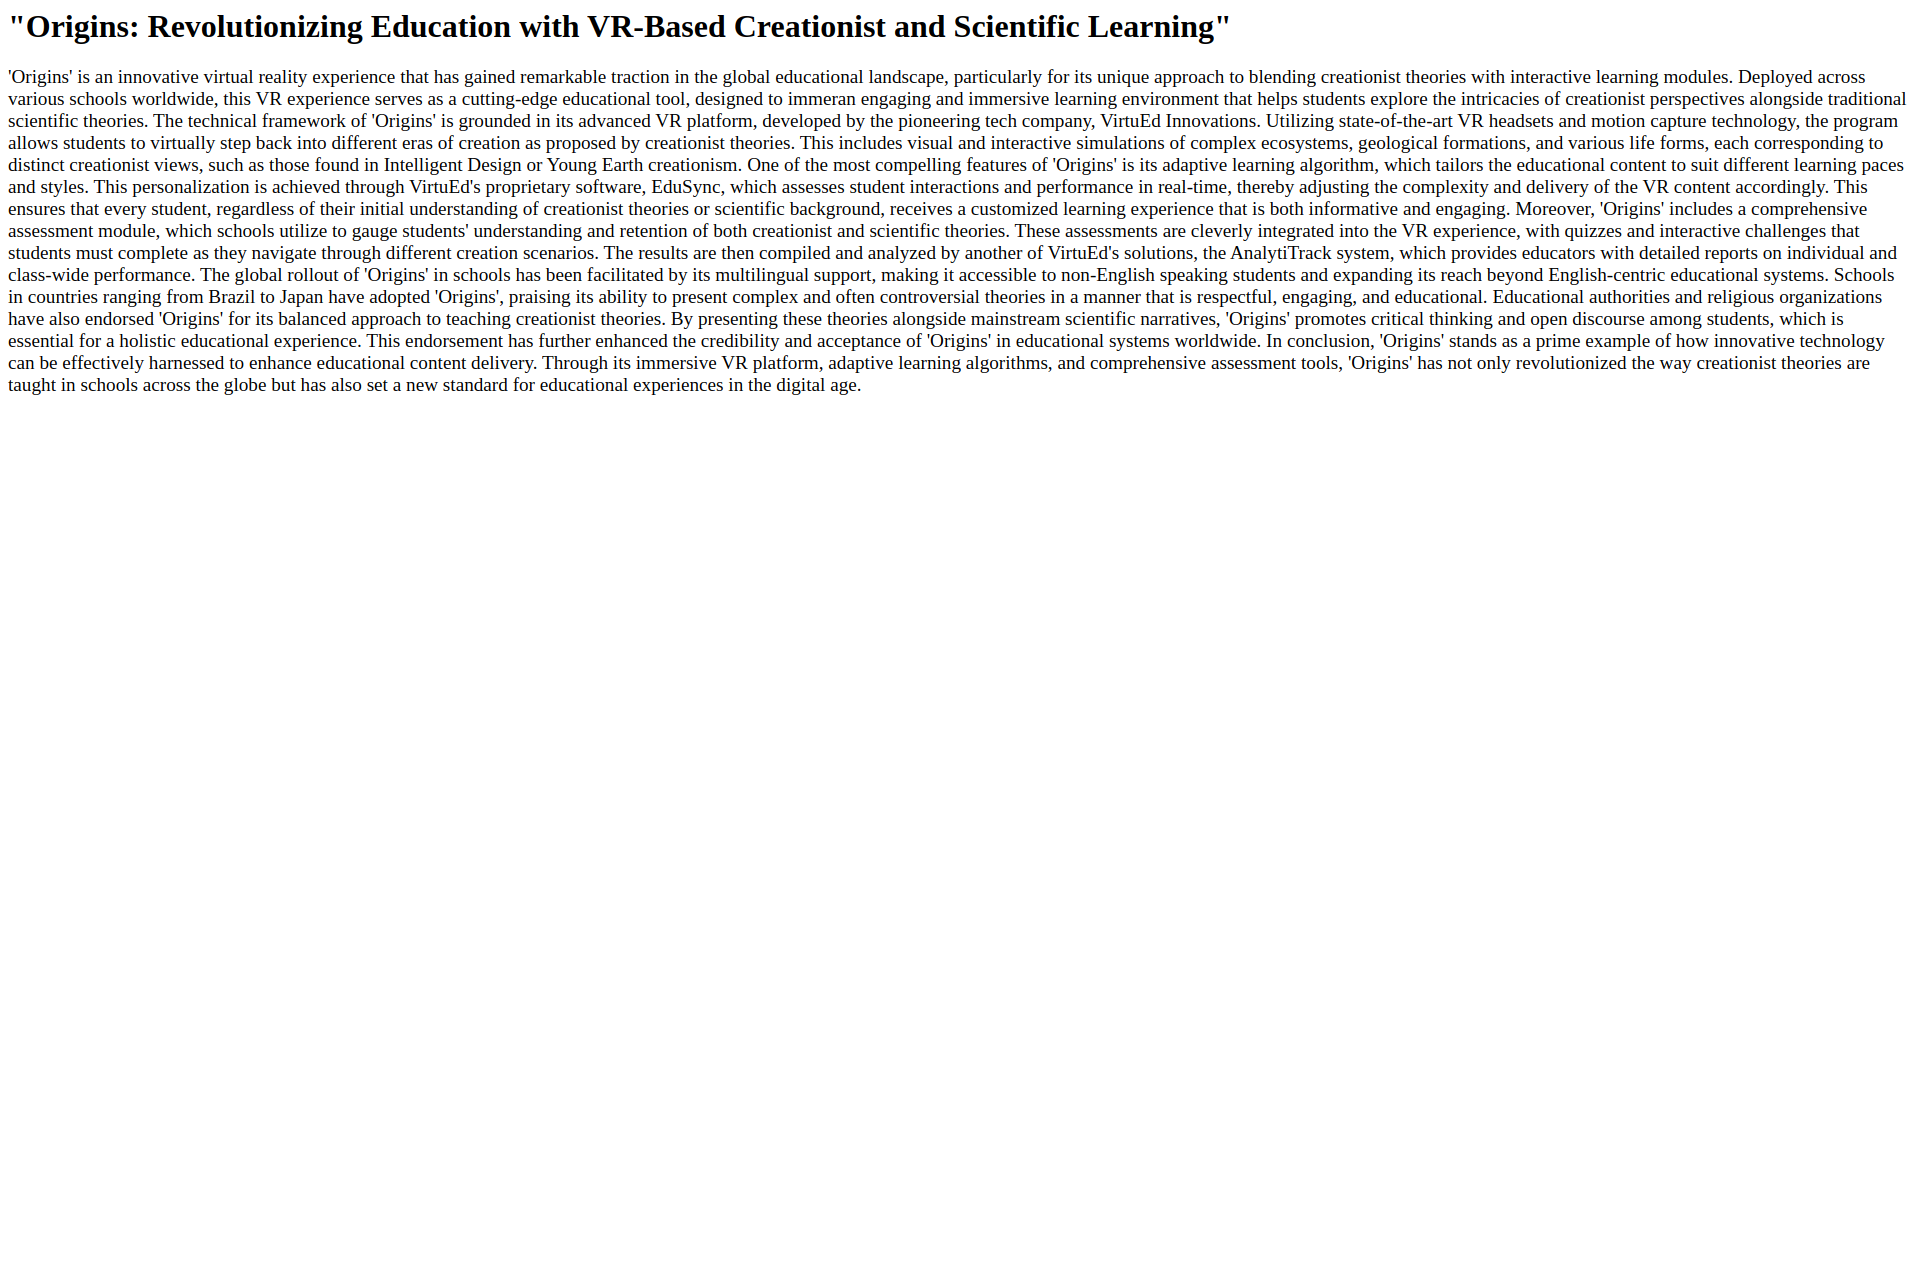 "Origins: Revolutionizing Education with VR-Based Creationist and Scientific Learning"
'Origins' is an innovative virtual reality experience that has gained remarkable traction in the global educational landscape, particularly for its unique approach to blending creationist theories with interactive learning modules. Deployed across
various schools worldwide, this VR experience serves as a cutting-edge educational tool, designed to immeran engaging and immersive learning environment that helps students explore the intricacies of creationist perspectives alongside traditional
scientific theories. The technical framework of 'Origins' is grounded in its advanced VR platform, developed by the pioneering tech company, VirtuEd Innovations. Utilizing state-of-the-art VR headsets and motion capture technology, the program
allows students to virtually step back into different eras of creation as proposed by creationist theories. This includes visual and interactive simulations of complex ecosystems, geological formations, and various life forms, each corresponding to
distinct creationist views, such as those found in Intelligent Design or Young Earth creationism. One of the most compelling features of 'Origins' is its adaptive learning algorithm, which tailors the educational content to suit different learning paces
and styles. This personalization is achieved through VirtuEd's proprietary software, EduSync, which assesses student interactions and performance in real-time, thereby adjusting the complexity and delivery of the VR content accordingly. This
ensures that every student, regardless of their initial understanding of creationist theories or scientific background, receives a customized learning experience that is both informative and engaging. Moreover, 'Origins' includes a comprehensive
assessment module, which schools utilize to gauge students' understanding and retention of both creationist and scientific theories. These assessments are cleverly integrated into the VR experience, with quizzes and interactive challenges that
students must complete as they navigate through different creation scenarios. The results are then compiled and analyzed by another of VirtuEd's solutions, the AnalytiTrack system, which provides educators with detailed reports on individual and
class-wide performance. The global rollout of 'Origins' in schools has been facilitated by its multilingual support, making it accessible to non-English speaking students and expanding its reach beyond English-centric educational systems. Schools
in countries ranging from Brazil to Japan have adopted 'Origins', praising its ability to present complex and often controversial theories in a manner that is respectful, engaging, and educational. Educational authorities and religious organizations
have also endorsed 'Origins' for its balanced approach to teaching creationist theories. By presenting these theories alongside mainstream scientific narratives, 'Origins' promotes critical thinking and open discourse among students, which is
essential for a holistic educational experience. This endorsement has further enhanced the credibility and acceptance of 'Origins' in educational systems worldwide. In conclusion, 'Origins' stands as a prime example of how innovative technology
can be effectively harnessed to enhance educational content delivery. Through its immersive VR platform, adaptive learning algorithms, and comprehensive assessment tools, 'Origins' has not only revolutionized the way creationist theories are
taught in schools across the globe but has also set a new standard for educational experiences in the digital age.